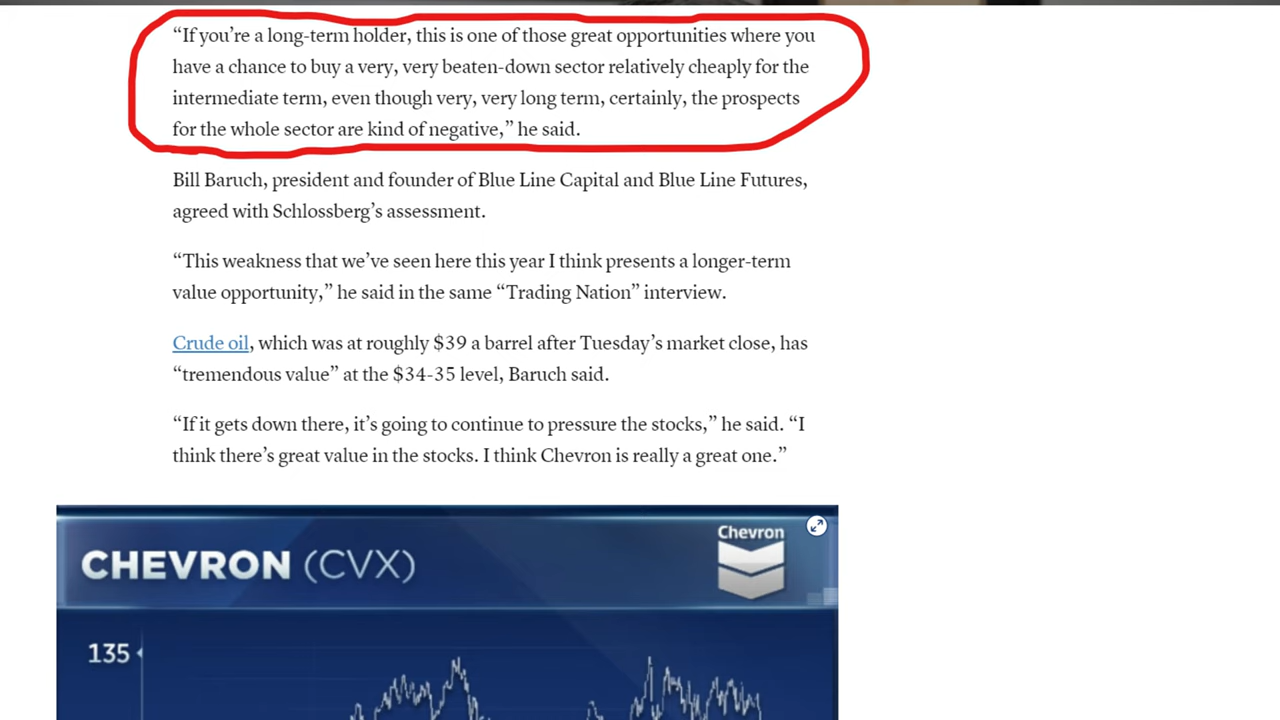 “If you’re a long-term holder, this is one of those great opportunities where you
have a chance to buy a very, very beaten-down sector relatively cheaply for the
intermediate term, even though very, very long term, certainly, the prospects
for the whole sector are kind of negative,” he said.
Bill Baruch, president and founder of Blue Line Capital and Blue Line Futures,
agreed with Schlossberg’s assessment.
“This weakness that we’ve seen here this year I think presents a longer-term
value opportunity,” he said in the same “Trading Nation” interview.
Crude oil, which was at roughly $39 a barrel after Tuesday’s market close, has
“tremendous value” at the $34-35 level, Baruch said.
“If it gets down there, it’s going to continue to pressure the stocks,” he said. “I
think there’s great value in the stocks. I think Chevron is really a great one.”
Chevron
CHEVRON (CVX)
135